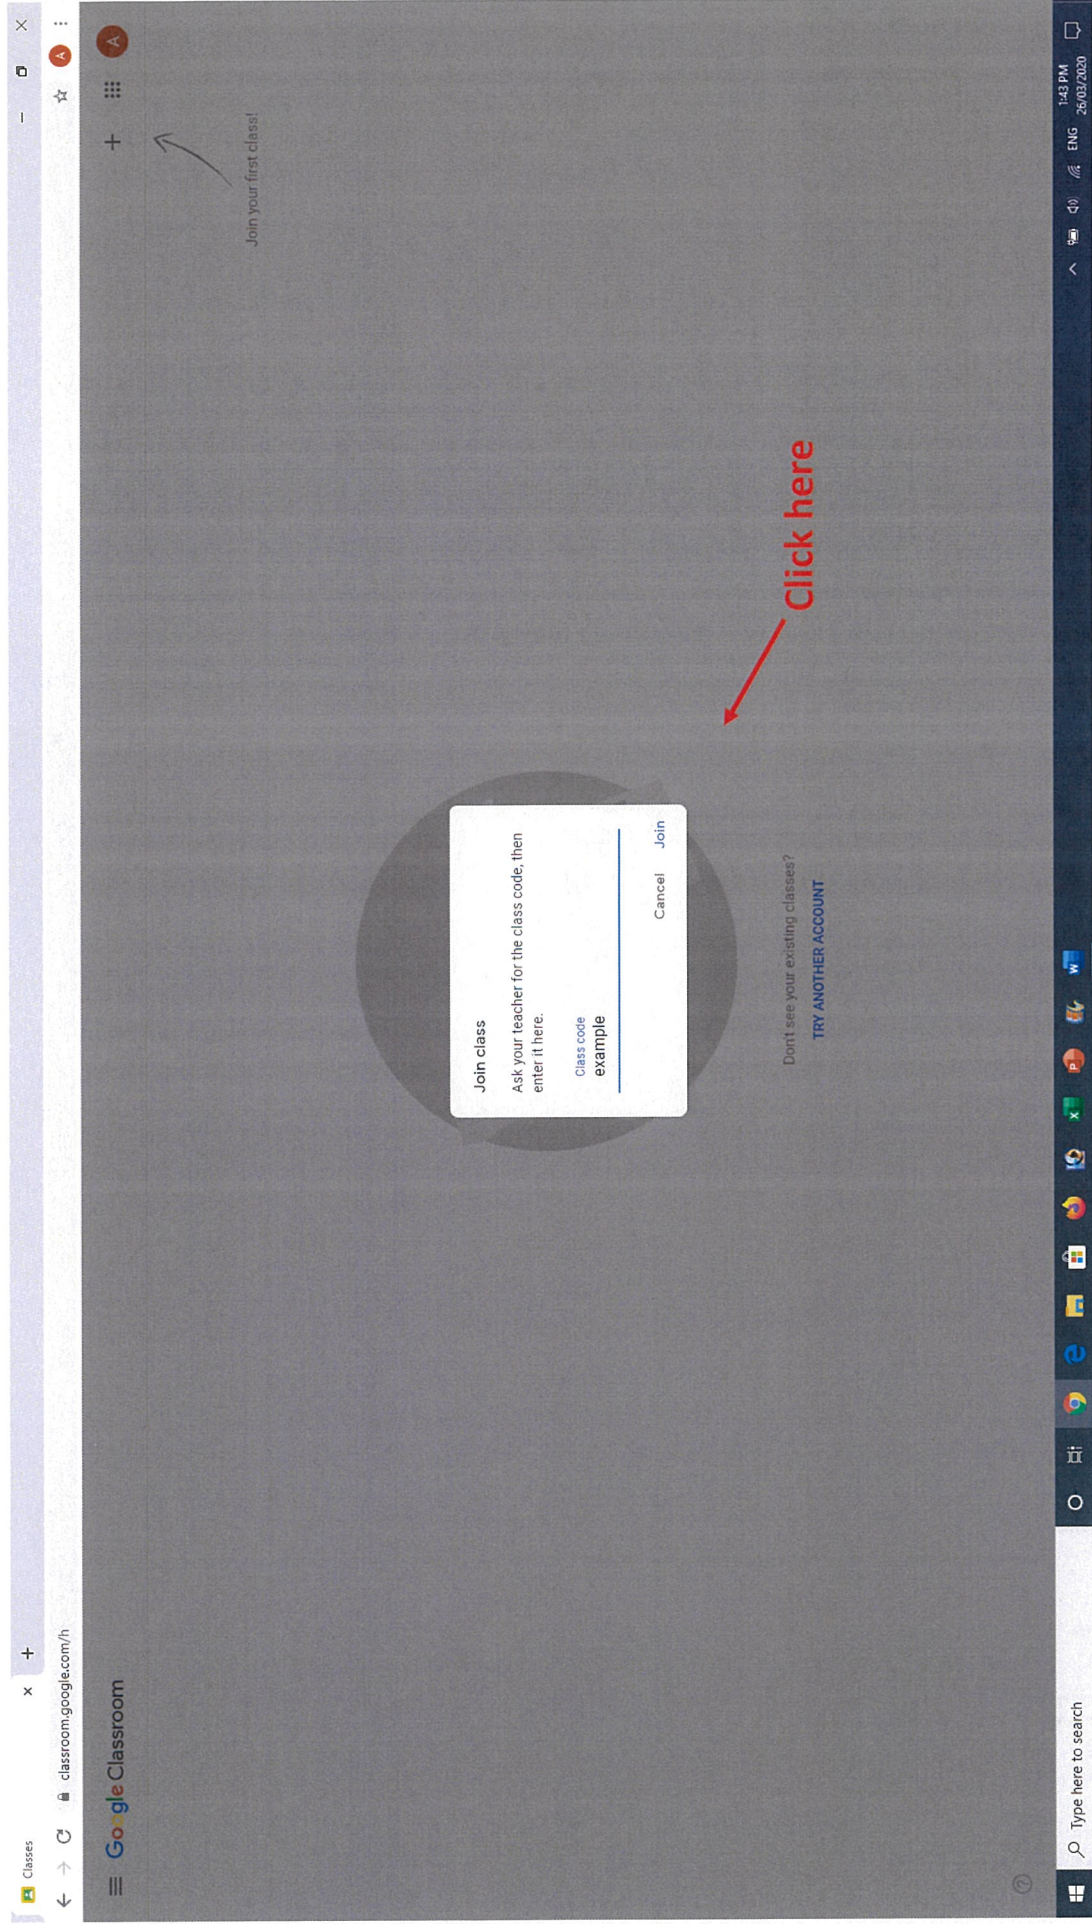 Classes
classroom.google.com/h
A
Google Classroom
A
Join your first class!
Join class
Ask your teacher for the class code, then
enter it here.
Class code
example
Cancel
Join
Click here
Don't see your existing classes?
TRY ANOTHER ACCOUNT
Type here to search
ENG
1:43 PM
26/03/2020